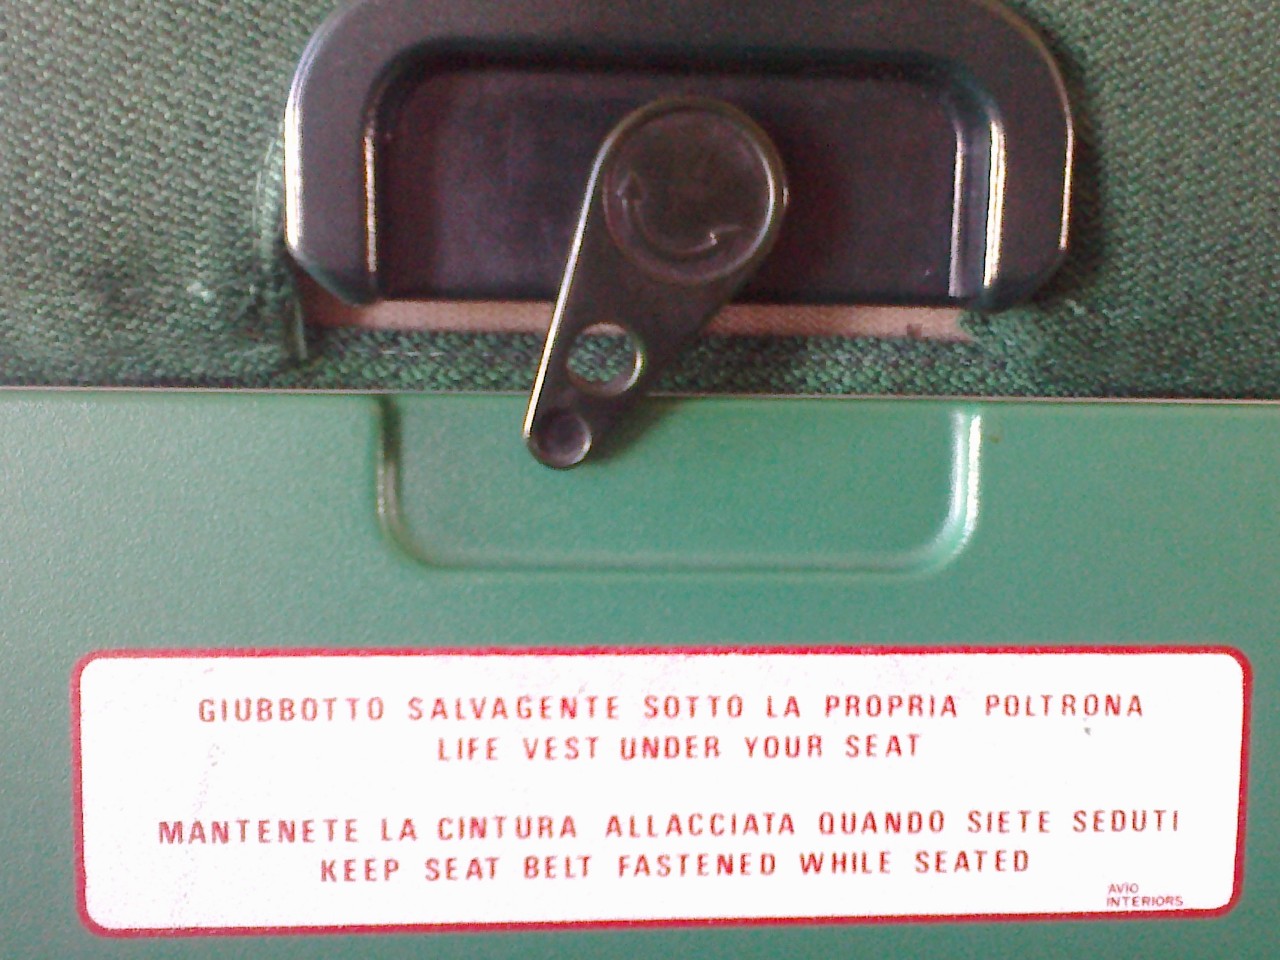 GIUBBOTTO SALVAGENTE SOTTO LA PROPRIA POLTRONA
LIFE VEST UNDER YOUR SEAT
MANTENETE LA CINTURA ALLACCIATA QUANDO SIETE SEDUTI
KEEP SEAT BELT FASTENED WHILE SEATED
AVIO
INTERIORS